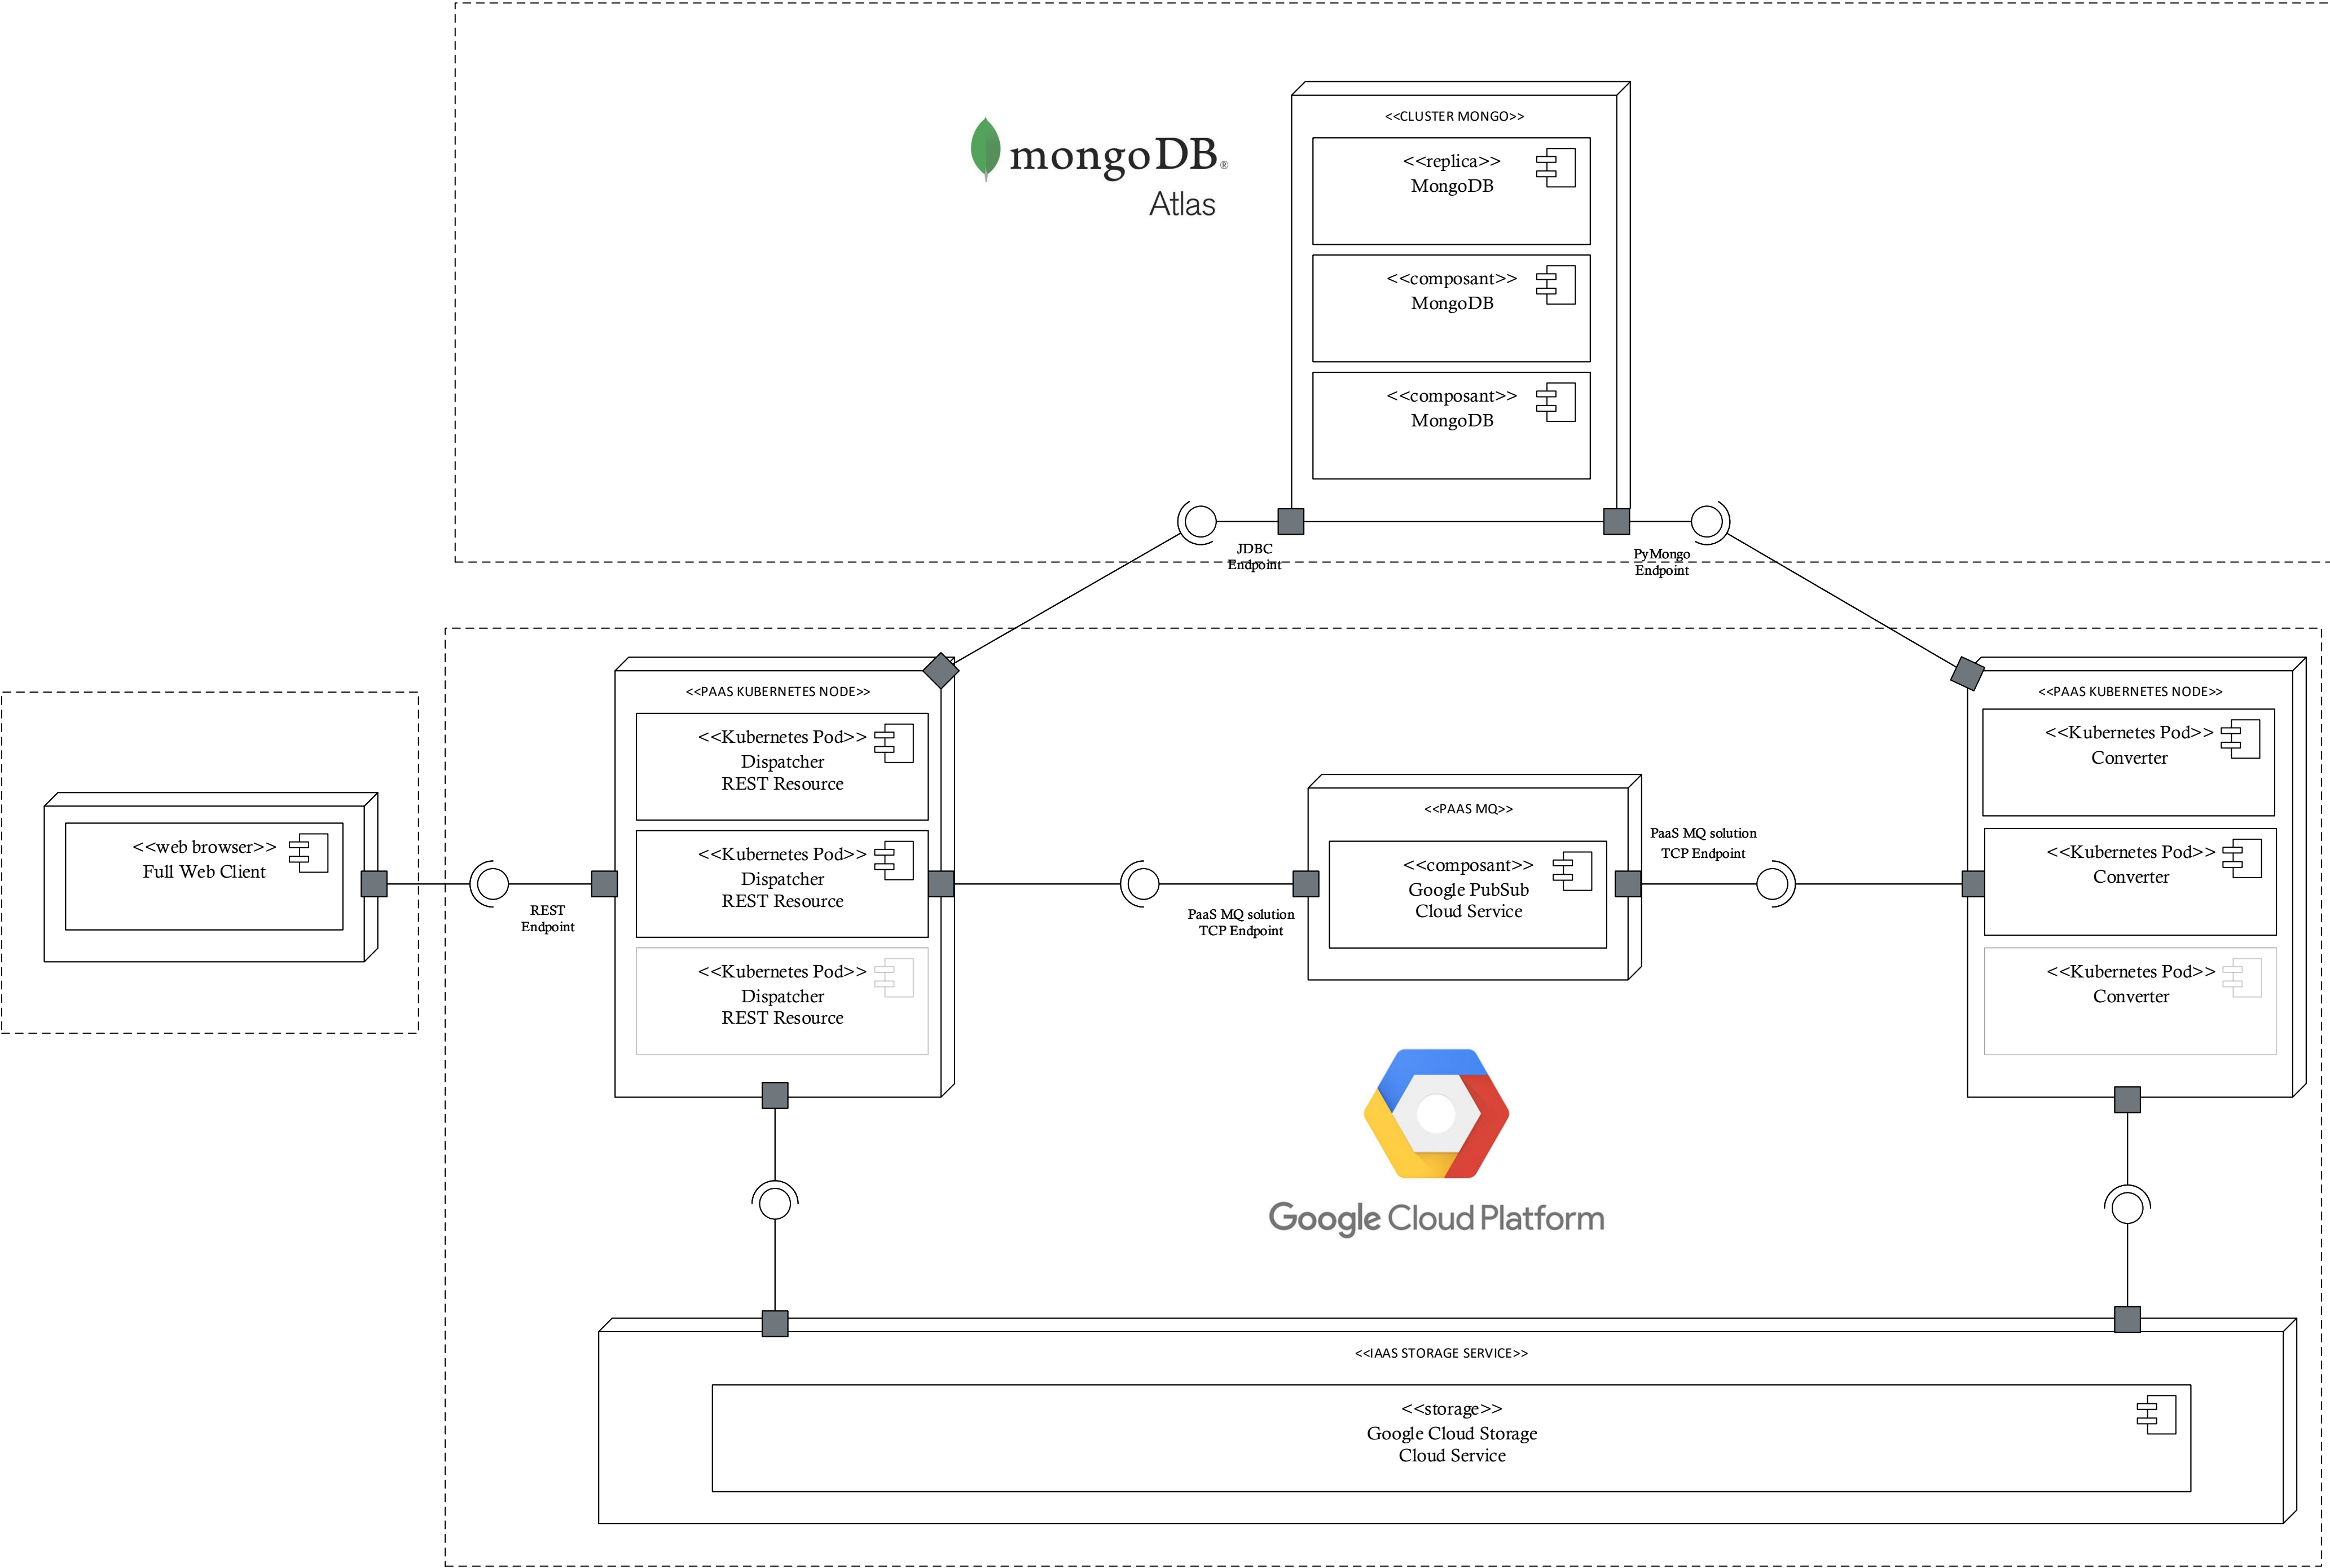 <<CLUSTER MONGO>>
mongoDB®
Atlas
<<replica>>
MongoDB
<<composant>>
MongoDB
<<composant>>
MongoDB
JDBC
Endpoint
PyMongo
Endpoint
<<web browser>>
Full Web Client
REST
Endpoint
<<PAAS KUBERNETES NODE>>
<<Kubernetes Pod>>
Dispatcher
REST Resource
<<Kubernetes Pod>>
Dispatcher
REST Resource
<<Kubernetes Pod>>
Dispatcher
REST Resource
PaaS MQ solution
TCP Endpoint
<<PAAS MQ>>
<<composant>>
Google PubSub
Cloud Service
PaaS MQ solution
TCP Endpoint
<<PAAS KUBERNETES NODE>>
<<Kubernetes Pod>>
Converter
<<Kubernetes Pod>>
Converter
<<Kubernetes Pod>>
Converter
Google Cloud Platform
<<IAAS STORAGE SERVICE>>
<<storage>>
Google Cloud Storage
Cloud Service